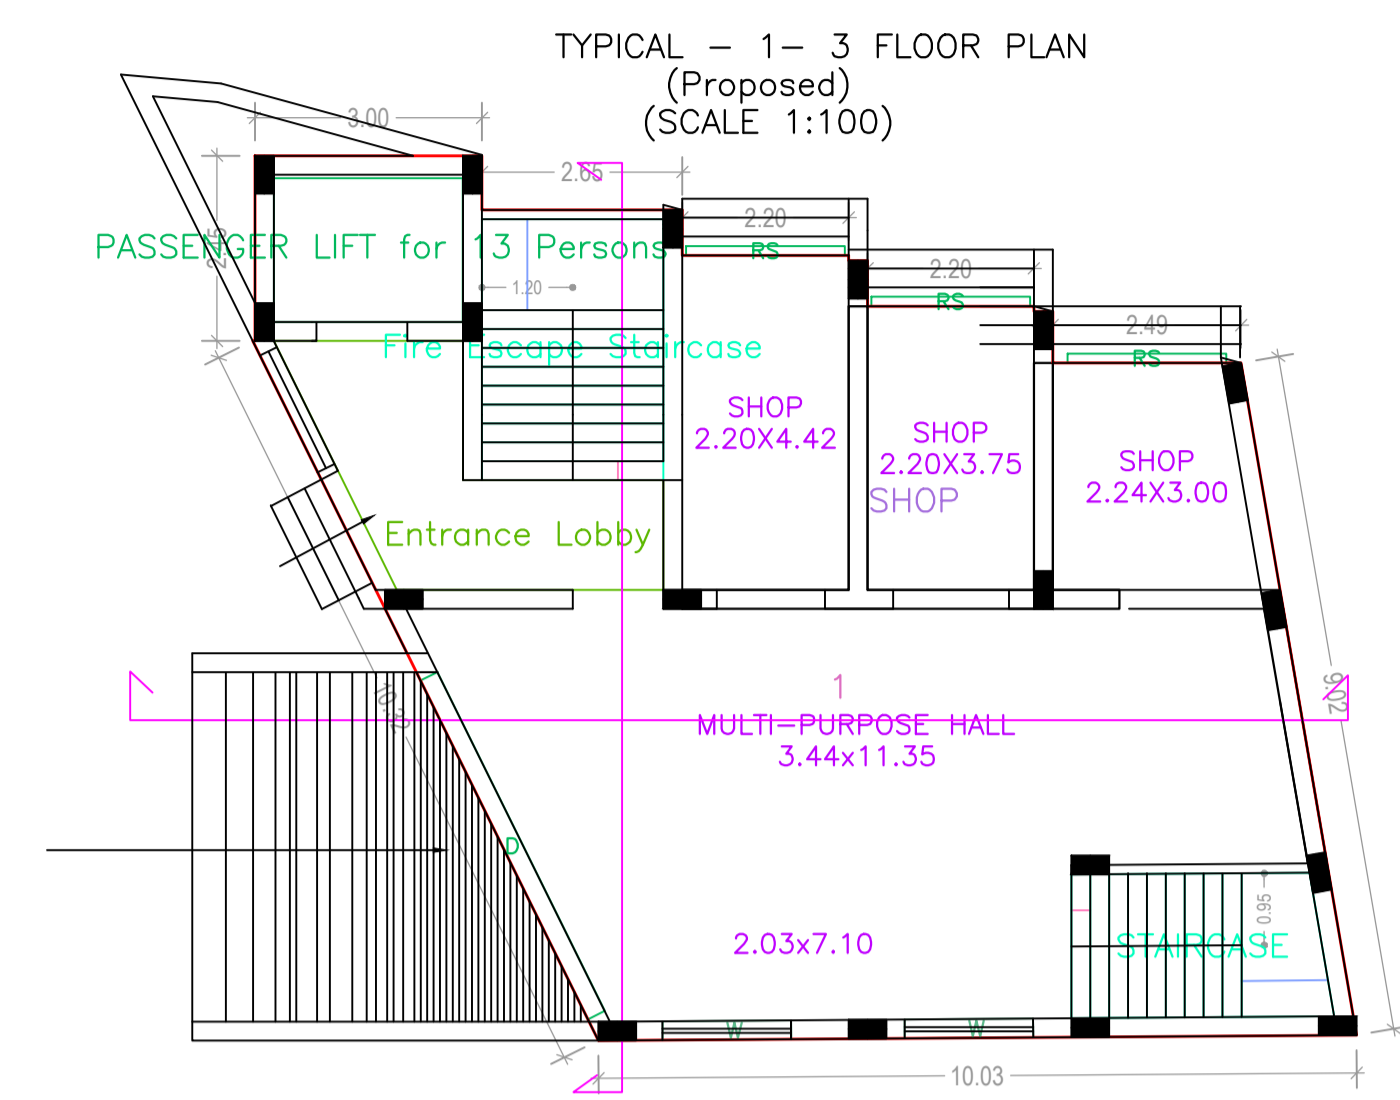 TYPICAL - 1- 3 FLOOR PLAN
(Proposed)
(SCALE 1:100)
3.00
2.65
2.20
PASSENGER LIFT for 13 Persons
2.45
RS
2.20
1.20
RS
2.49
Fire Escape Staircase
RS
SHOP
2.20X4.42
SHOP
2.20X3.75
SHOP
2.24X3.00
SHOP
Entrance Lobby
1
10.32
9.02
MULTI-PURPOSE HALL
3.44x11.35
D
0.95
2.03x7.10
STAIRCASE
W
W
10.03